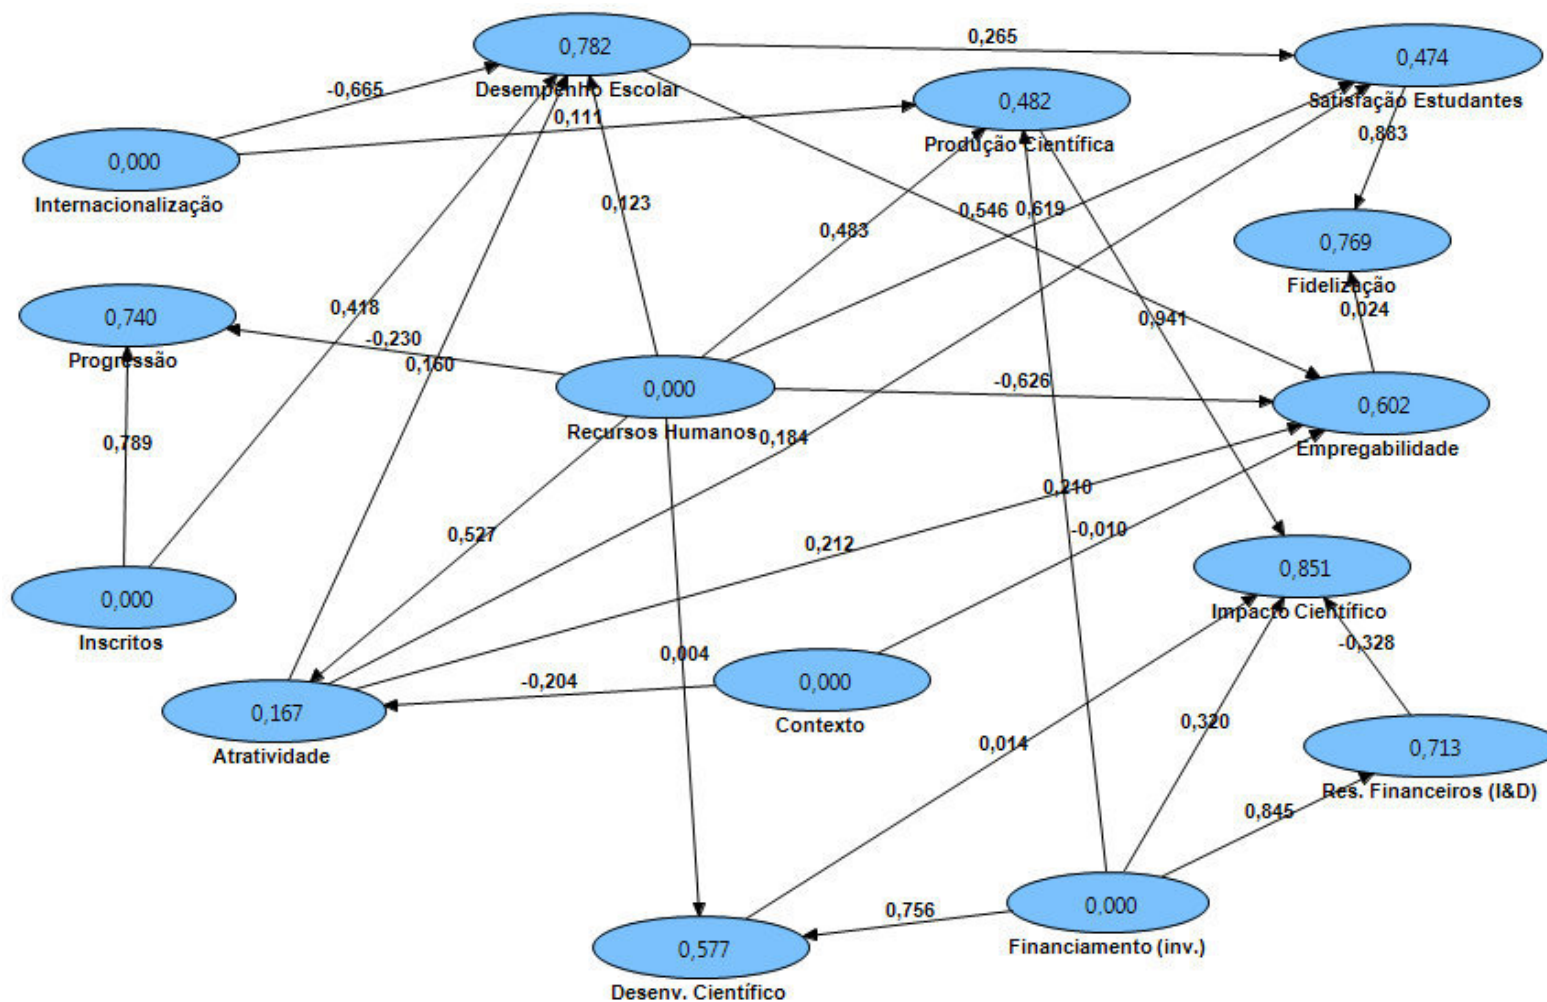 0,782
Desempenho Escolar
0,265
0,474
Satisfação Estudantes
-0,665
0,111
0,482
Produção Científica
0,883
0,000
Internacionalização
0,123
0,483
0,546
0,619
0,769
Fidelização
0,024
0,740
Progressão
0,418
-0,230
0,160
0,941
0,000
Recursos Humanos
-0,626
0,602
Empregabilidade
0,789
0,184
0,527
0,212
0,210
-0,010
0,000
Inscritos
0,851
Impacto Científico
-0,328
0,004
-0,204
0,000
Contexto
0,167
Atratividade
0,014
0,320
0,713
Res. Financeiros (I&D)
0,845
0,756
0,000
Financiamento (inv.)
0,577
Desenv. Científico